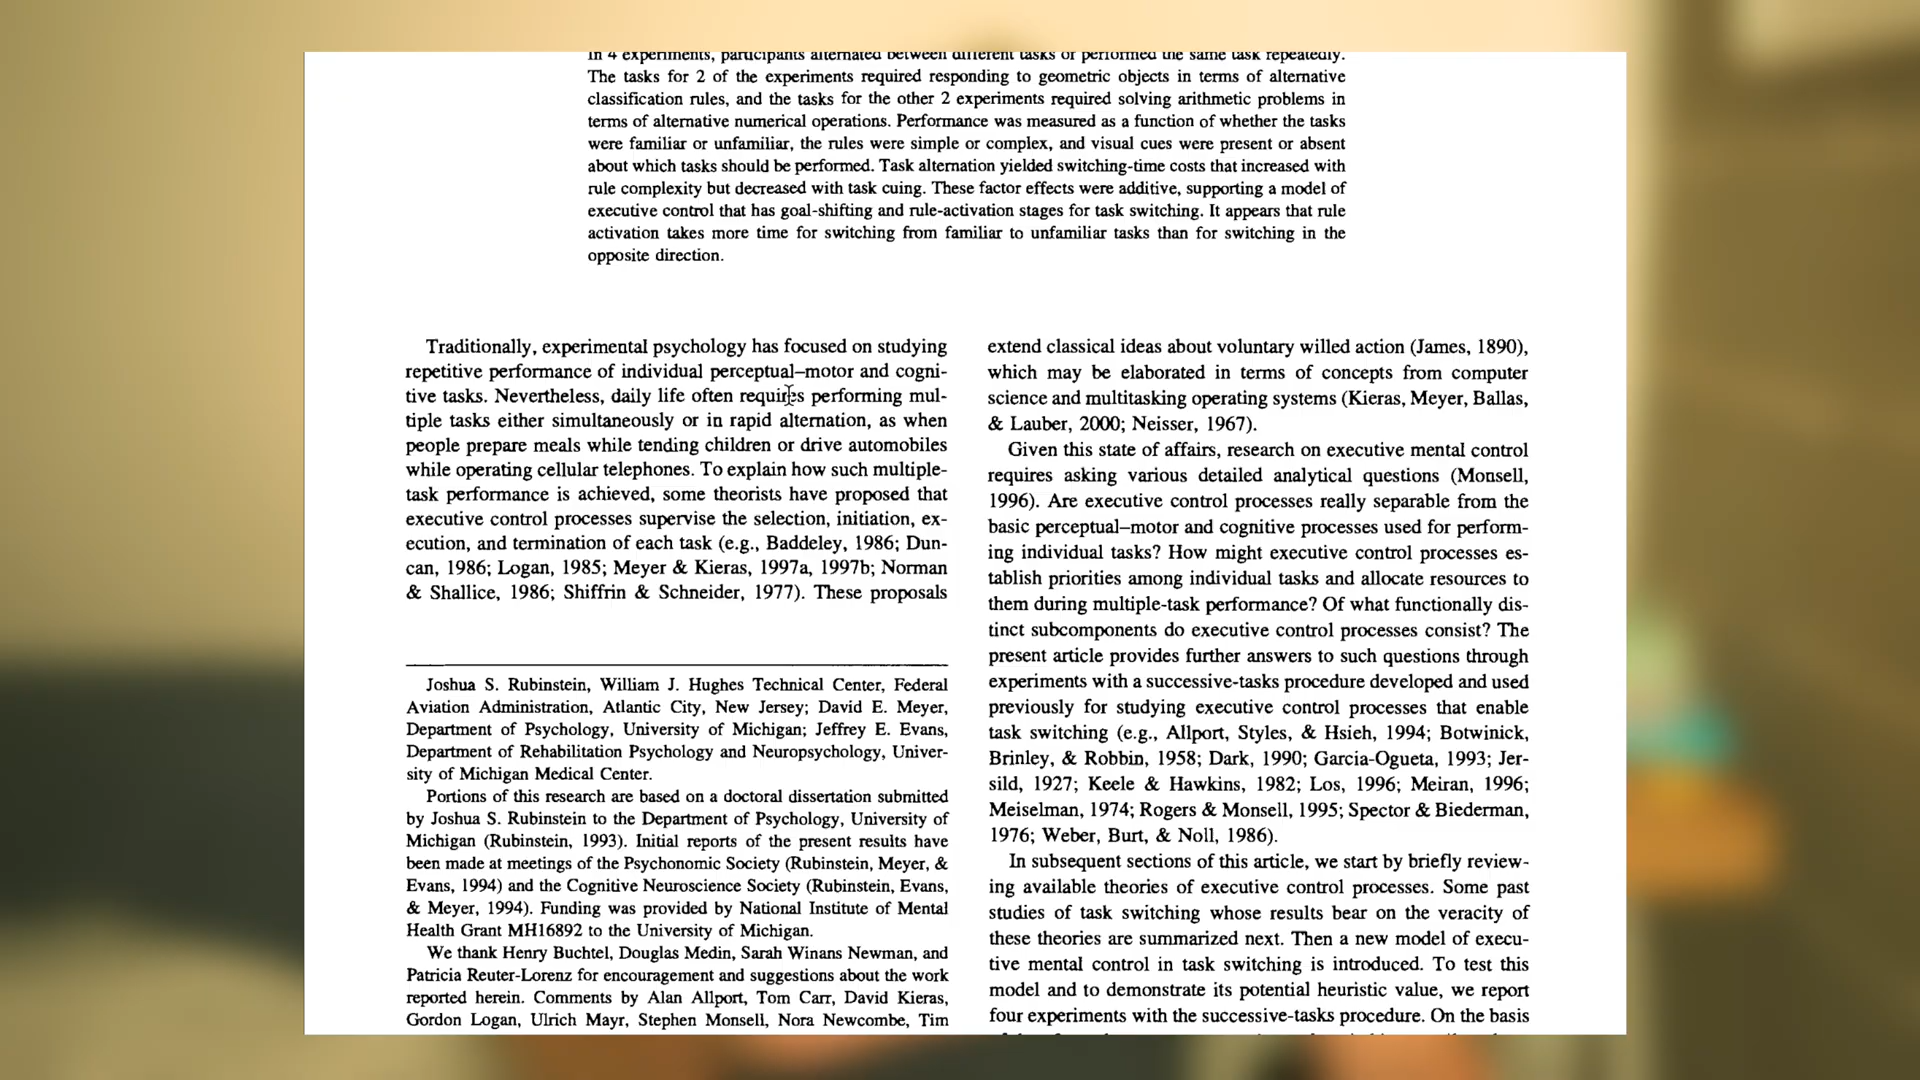 In 4 experiments, participants alternated between different tasks or performed the same task repeatedly.
The tasks for 2 of the experiments required responding to geometric objects in terms of alternative
classification rules, and the tasks for the other 2 experiments required solving arithmetic problems in
terms of alternative numerical operations. Performance was measured as a function of whether the tasks
were familiar or unfamiliar, the rules were simple or complex, and visual cues were present or absent
about which tasks should be performed. Task alternation yielded switching-time costs that increased with
rule complexity but decreased with task cuing. These factor effects were additive, supporting a model of
executive control that has goal-shifting and rule-activation stages for task switching. It appears that rule
activation takes more time for switching from familiar to unfamiliar tasks than for switching in the
opposite direction.
Traditionally, experimental psychology has focused on studying
repetitive performance of individual perceptual–motor and cogni-
tive tasks. Nevertheless, daily life often requires performing mul-
tiple tasks either simultaneously or in rapid alternation, as when
people prepare meals while tending children or drive automobiles
while operating cellular telephones. To explain how such multiple-
task performance is achieved, some theorists have proposed that
executive control processes supervise the selection, initiation, ex-
ecution, and termination of each task (e.g., Baddeley, 1986; Dun-
can, 1986; Logan, 1985; Meyer & Kieras, 1997a, 1997b; Norman
& Shallice, 1986; Shiffrin & Schneider, 1977). These proposals
Joshua S. Rubinstein, William J. Hughes Technical Center, Federal
Aviation Administration, Atlantic City, New Jersey; David E. Meyer,
Department of Psychology, University of Michigan; Jeffrey E. Evans,
Department of Rehabilitation Psychology and Neuropsychology, Univer-
sity of Michigan Medical Center.
Portions of this research are based on a doctoral dissertation submitted
by Joshua S. Rubinstein to the Department of Psychology, University of
Michigan (Rubinstein, 1993). Initial reports of the present results have
been made at meetings of the Psychonomic Society (Rubinstein, Meyer, &
Evans, 1994) and the Cognitive Neuroscience Society (Rubinstein, Evans,
& Meyer, 1994). Funding was provided by National Institute of Mental
Health Grant MH16892 to the University of Michigan.
We thank Henry Buchtel, Douglas Medin, Sarah Winans Newman, and
Patricia Reuter-Lorenz for encouragement and suggestions about the work
reported herein. Comments by Alan Allport, Tom Carr, David Kieras,
Gordon Logan, Ulrich Mayr, Stephen Monsell, Nora Newcombe, Tim
extend classical ideas about voluntary willed action (James, 1890),
which may be elaborated in terms of concepts from computer
science and multitasking operating systems (Kieras, Meyer, Ballas,
& Lauber, 2000; Neisser, 1967).
Given this state of affairs, research on executive mental control
requires asking various detailed analytical questions (Monsell,
1996). Are executive control processes really separable from the
basic perceptual–motor and cognitive processes used for perform-
ing individual tasks? How might executive control processes es-
tablish priorities among individual tasks and allocate resources to
them during multiple-task performance? Of what functionally dis-
tinct subcomponents do executive control processes consist? The
present article provides further answers to such questions through
experiments with a successive-tasks procedure developed and used
previously for studying executive control processes that enable
task switching (e.g., Allport, Styles, & Hsieh, 1994; Botwinick,
Brinley, & Robbin, 1958; Dark, 1990; Garcia-Ogueta, 1993; Jer-
sild, 1927; Keele & Hawkins, 1982; Los, 1996; Meiran, 1996;
Meiselman, 1974; Rogers & Monsell, 1995; Spector & Biederman,
1976; Weber, Burt, & Noll, 1986).
In subsequent sections of this article, we start by briefly review-
ing available theories of executive control processes. Some past
studies of task switching whose results bear on the veracity of
these theories are summarized next. Then a new model of execu-
tive mental control in task switching is introduced. To test this
model and to demonstrate its potential heuristic value, we report
four experiments with the successive-tasks procedure. On the basis